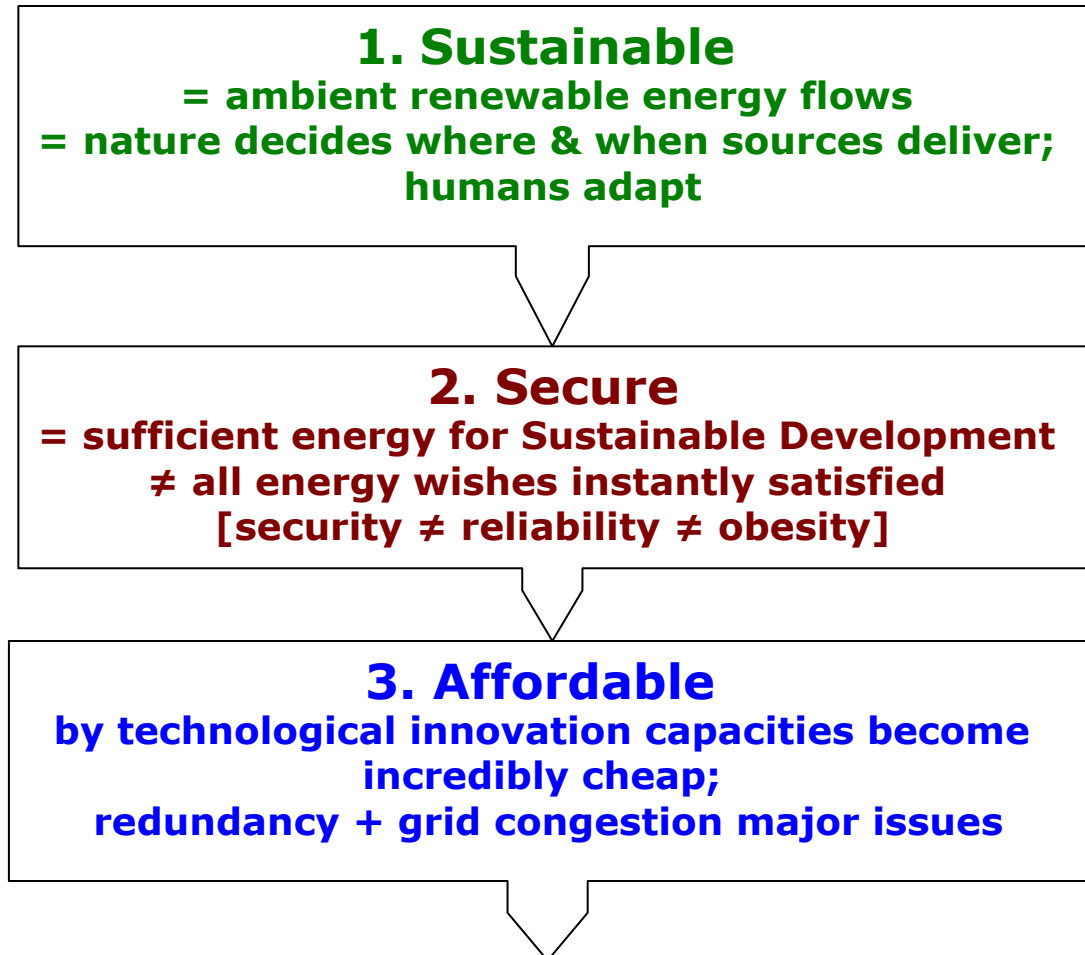 1. Sustainable
= ambient renewable energy flows
= nature decides where & when sources deliver;
humans adapt
2. Secure
= sufficient energy for Sustainable Development
≠ all energy wishes instantly satisfied
[security ≠ reliability ≠ obesity]
3. Affordable
by technological innovation capacities become
incredibly cheap;
redundancy + grid congestion major issues